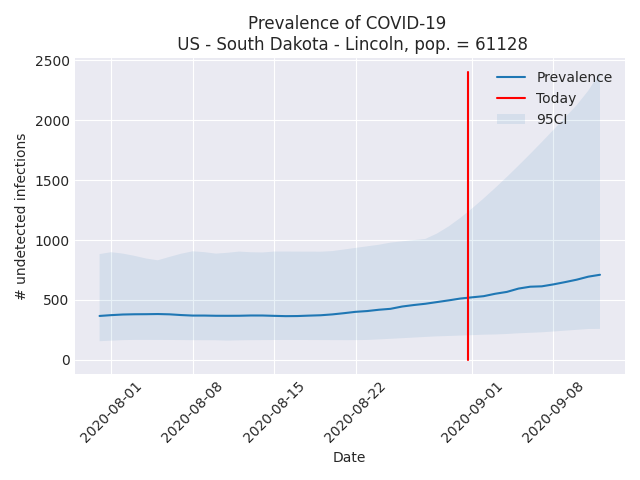 Prevalence of COVID-19
US - South Dakota - Lincoln, pop. = 61128
# undetected infections
2500
2000
1500
1000
500
0
Prevalence
Today
95CI
2020-08-01
2020-08-08
2020-08-15
2020-08-22
2020-09-01
2020-09-08
Date